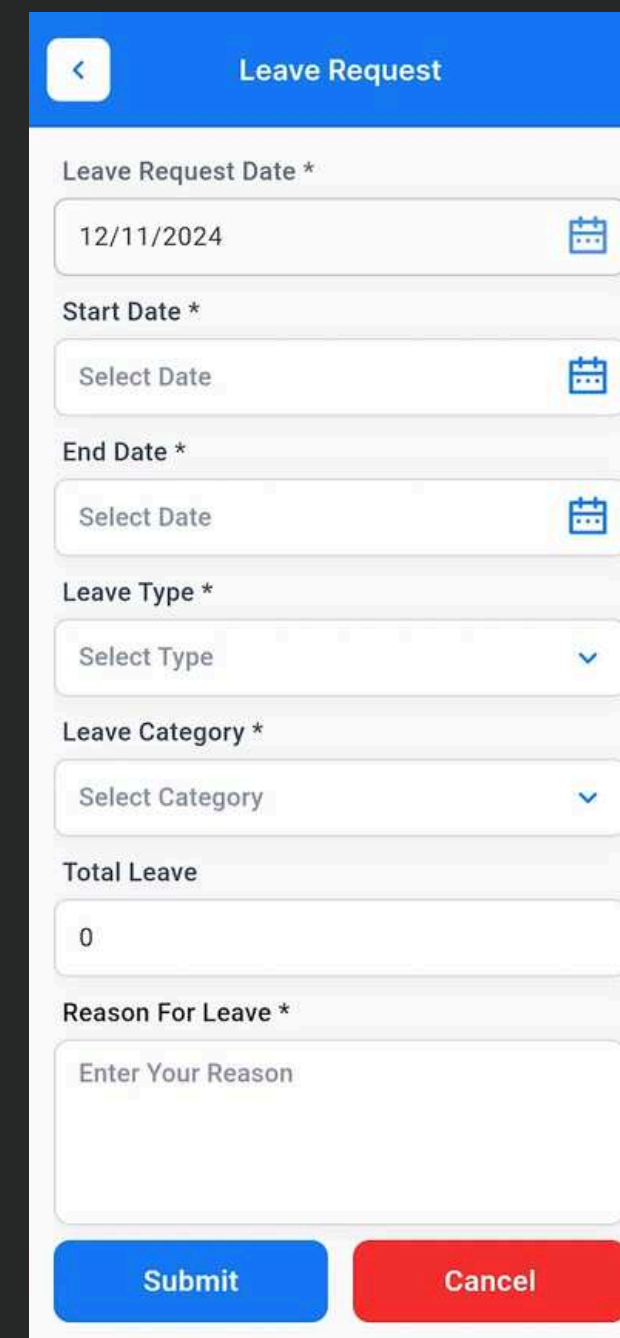 Leave Request
Leave Request Date *
12/11/2024
Start Date *
Select Date
End Date *
Select Date
Leave Type *
Select Type
Leave Category *
Select Category
Total Leave
0
Reason For Leave *
Enter Your Reason
Submit Cancel